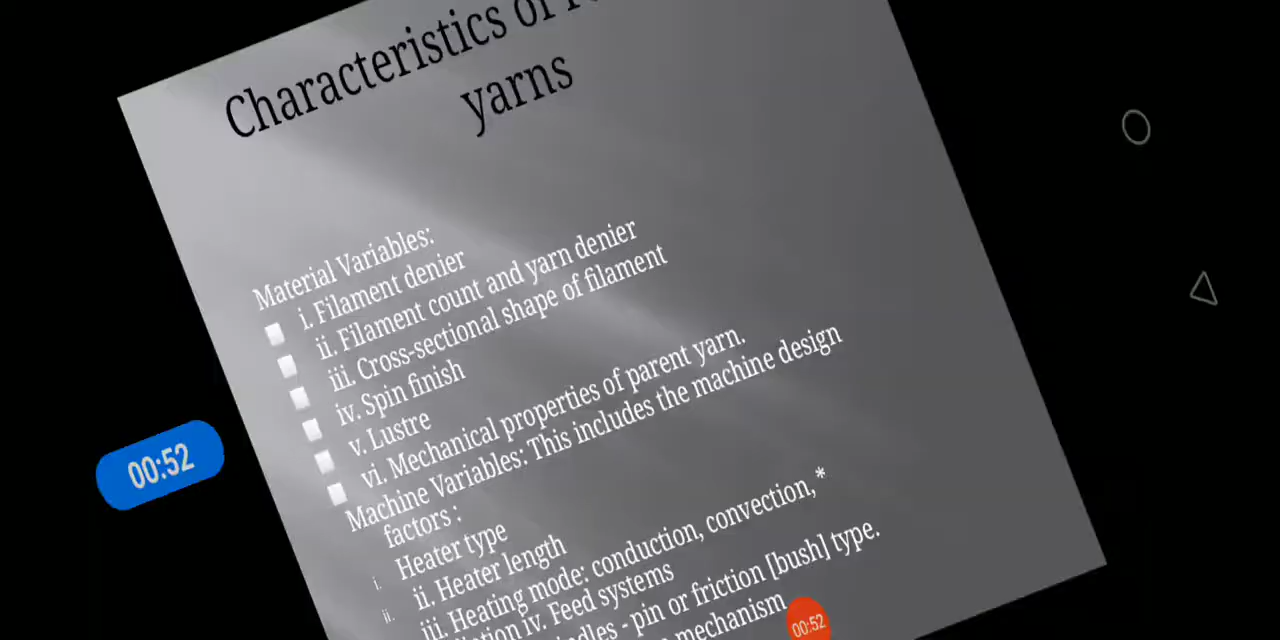 Characteristics of
yarns
Material Variables:
i. Filament denier
ii. Filament count and yarn denier
iii. Cross-sectional shape of filament
iv. Spin finish
v. Lustre
vi. Mechanical properties of parent yarn.
Machine Variables: This includes the machine design
factors :
i. Heater type
ii. ii. Heater length
iii. Heating mode: conduction, convection, *
iv. Feed systems
- pin or friction [bush] type.
mechanism
00:52
00:52